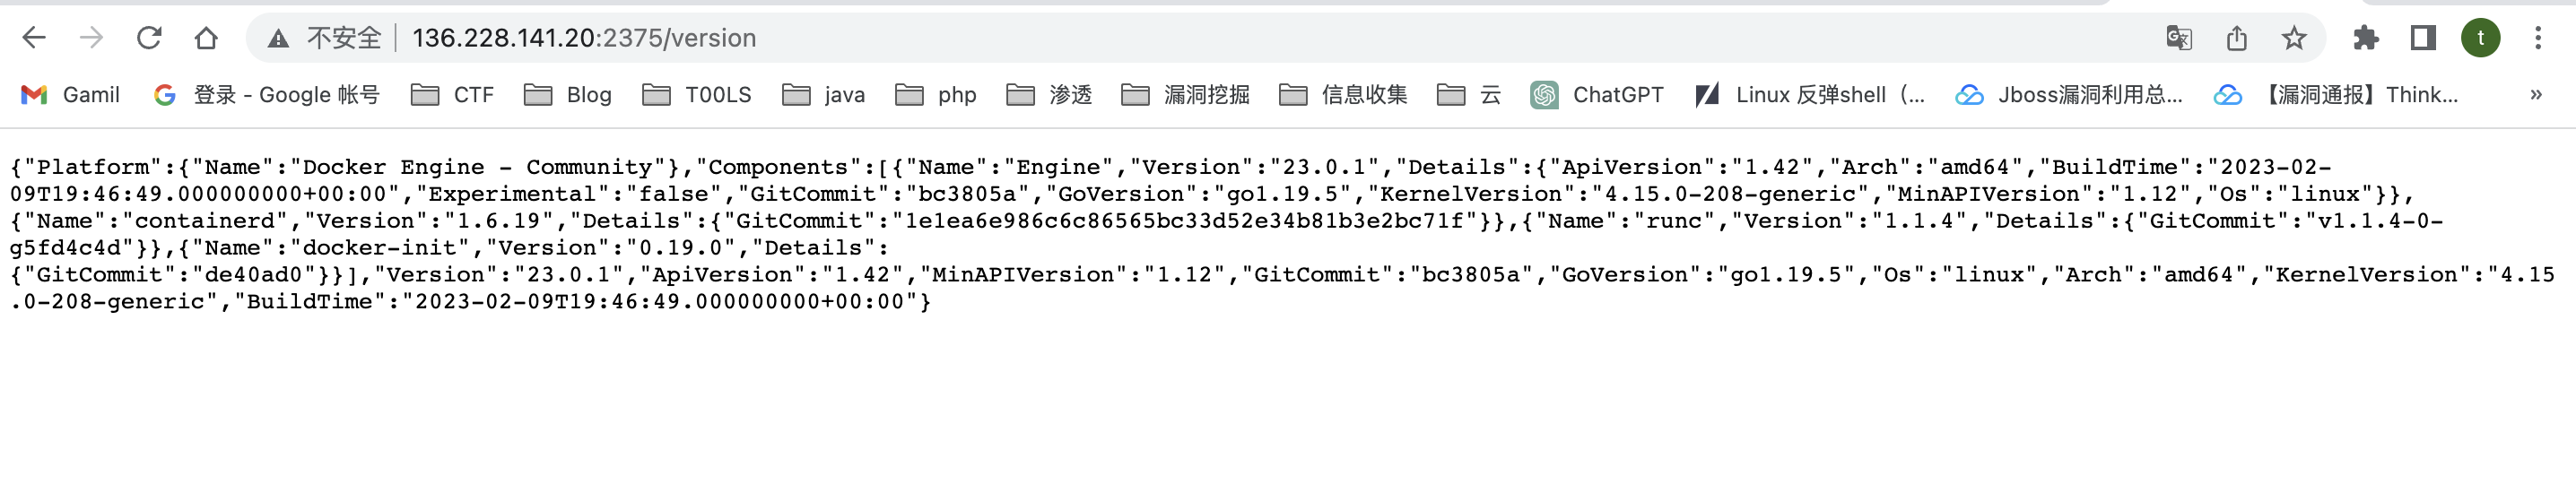 不安全 136.228.141.20:2375/version t
Gamil 登录 - Google 帐号 CTF Blog T00LS java php 渗透 漏洞挖掘 信息收集 云 ChatGPT Linux 反弹shell（... Jboss漏洞利用总... 【漏洞通报】Think... »
{"Platform":{"Name":"Docker Engine - Community"},"Components":[{"Name":"Engine","Version":"23.0.1","Details":{"ApiVersion":"1.42","Arch":"amd64","BuildTime":"2023-02-
09T19:46:49.000000000+00:00","Experimental":"false","GitCommit":"bc3805a","GoVersion":"go1.19.5","KernelVersion":"4.15.0-208-generic","MinAPIVersion":"1.12","Os":"linux"}},
{"Name":"containerd","Version":"1.6.19","Details":{"GitCommit":"1e1ea6e986c6c86565bc33d52e34b81b3e2bc71f"}},{"Name":"runc","Version":"1.1.4","Details":{"GitCommit":"v1.1.4-0-
g5fd4c4d"}},{"Name":"docker-init","Version":"0.19.0","Details":
{"GitCommit":"de40ad0"}}],"Version":"23.0.1","ApiVersion":"1.42","MinAPIVersion":"1.12","GitCommit":"bc3805a","GoVersion":"go1.19.5","Os":"linux","Arch":"amd64","KernelVersion":"4.15
.0-208-generic","BuildTime":"2023-02-09T19:46:49.000000000+00:00"}